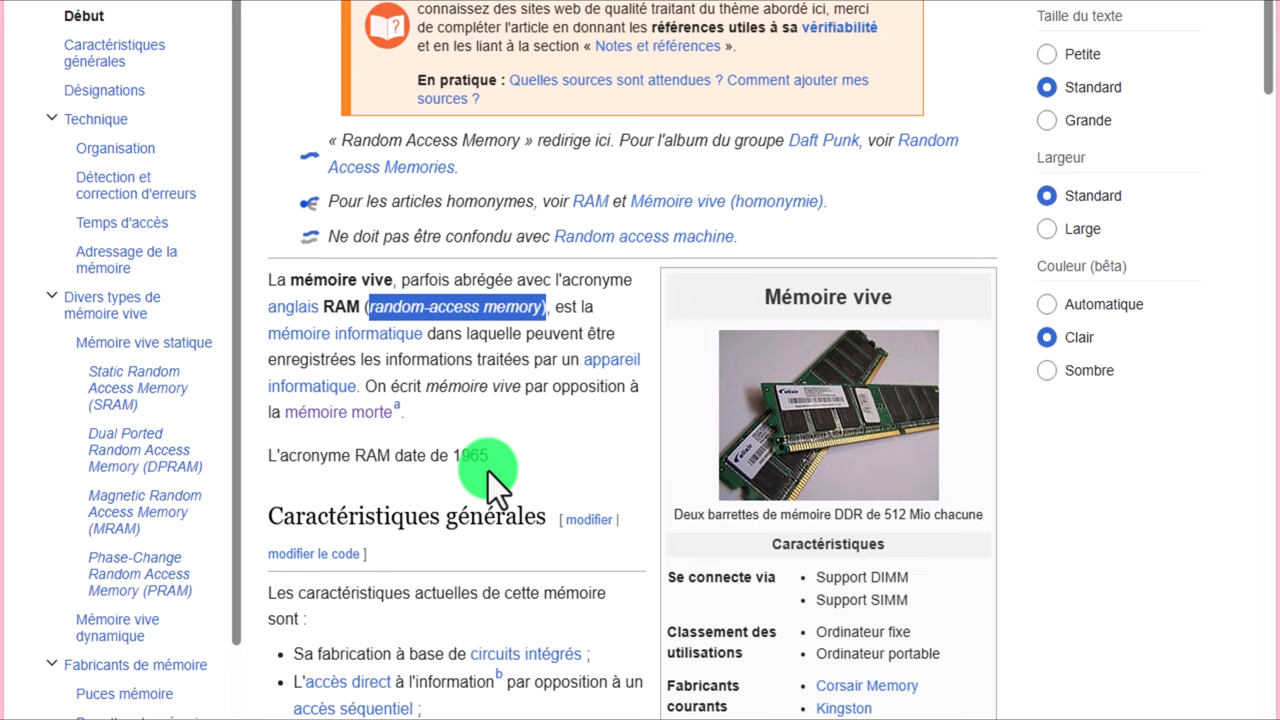 Début
Caractéristiques
générales
Désignations
Technique
Organisation
Détection et
correction d'erreurs
Temps d'accès
Adressage de la
mémoire
Divers types de
mémoire vive
Mémoire vive statique
Static Random
Access Memory
(SRAM)
Dual Ported
Random Access
Memory (DPRAM)
Magnetic Random
Access Memory
(MRAM)
Phase-Change
Random Access
Memory (PRAM)
Mémoire vive
dynamique
Fabricants de mémoire
Puces mémoire
connaissez des sites web de qualité traitant du thème abordé ici, merci
de compléter l'article en donnant les références utiles à sa vérifiabilité
et en les liant à la section « Notes et références ».
En pratique : Quelles sources sont attendues ? Comment ajouter mes
sources ?
« Random Access Memory » redirige ici. Pour l'album du groupe Daft Punk, voir Random
Access Memories.
Pour les articles homonymes, voir RAM et Mémoire vive (homonymie).
Ne doit pas être confondu avec Random access machine.
La mémoire vive, parfois abrégée avec l'acronyme
anglais RAM (random-access memory), est la
mémoire informatique dans laquelle peuvent être
enregistrées les informations traitées par un appareil
informatique. On écrit mémoire vive par opposition à
la mémoire morte a.
L'acronyme RAM date de 1965.
Caractéristiques générales [ modifier |
modifier le code ]
Les caractéristiques actuelles de cette mémoire
sont :
• Sa fabrication à base de circuits intégrés ;
• L'accès direct à l'information b par opposition à un
accès séquentiel ;
Mémoire vive
elixir
elixir
Deux barrettes de mémoire DDR de 512 Mio chacune
Caractéristiques
Se connecte via
• Support DIMM
• Support SIMM
Classement des
utilisations
• Ordinateur fixe
• Ordinateur portable
Fabricants
courants
• Corsair Memory
• Kingston
Taille du texte
Petite
Standard
Grande
Largeur
Standard
Large
Couleur (bêta)
Automatique
Clair
Sombre